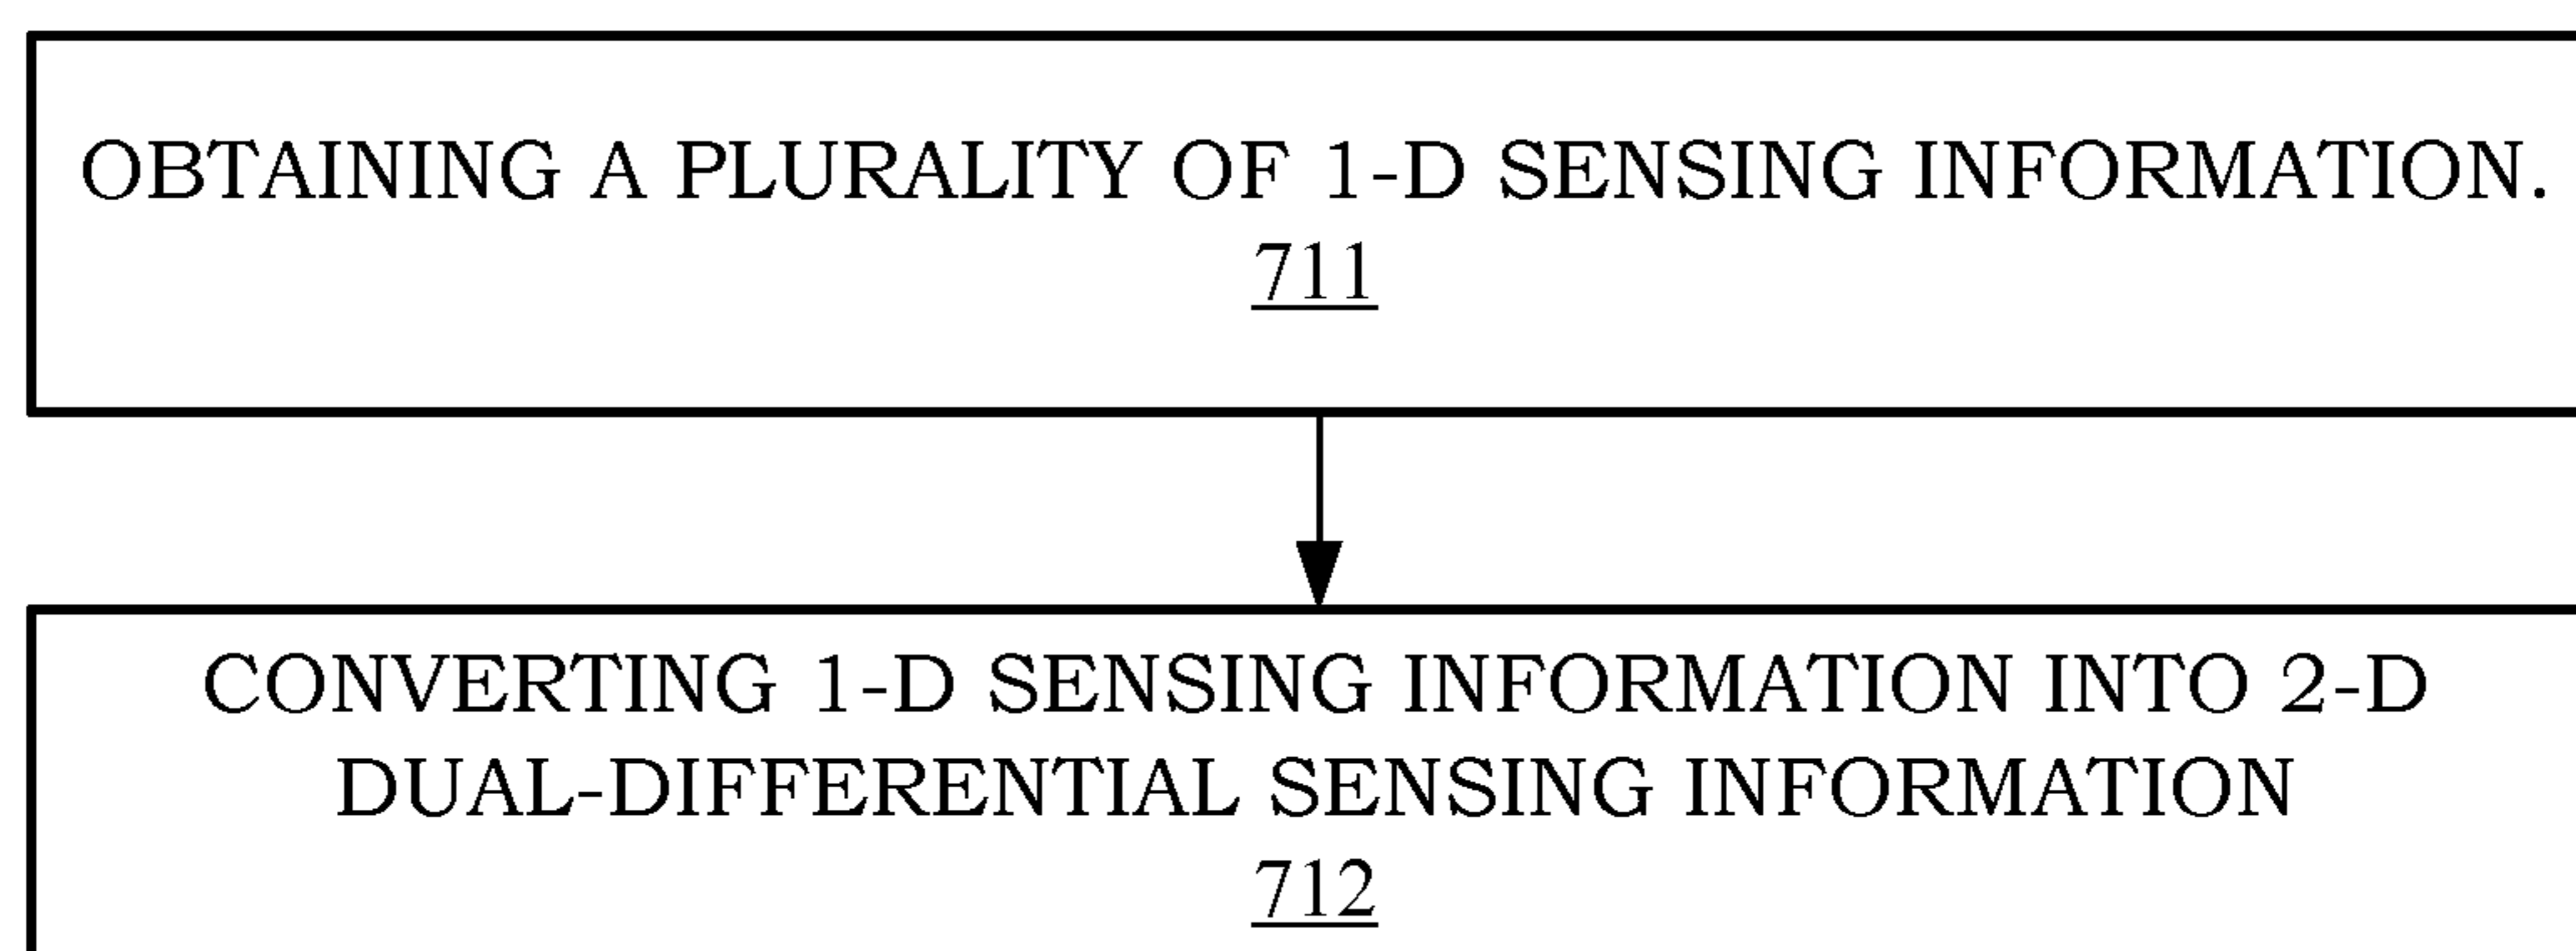 OBTAINING A PLURALITY OF 1-D SENSING INFORMATION.
711
CONVERTING 1-D SENSING INFORMATION INTO 2-D
DUAL-DIFFERENTIAL SENSING INFORMATION
712